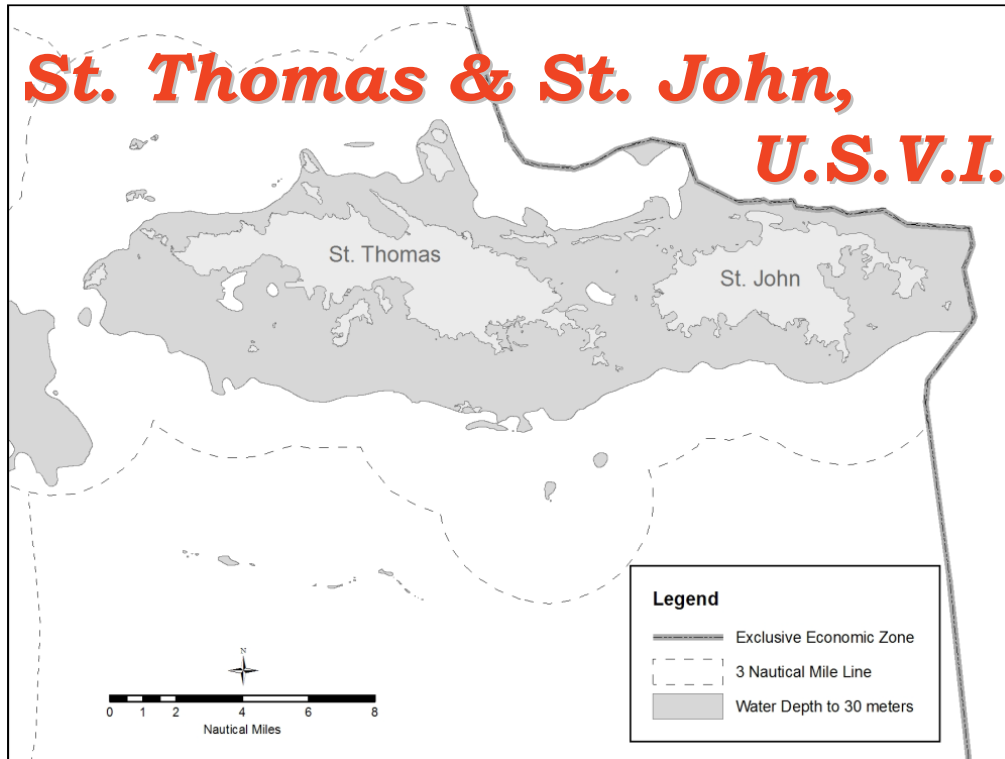 St. Thomas & St. John,
U.S.V.I.
St. Thomas
St. John
N
0 1 2 4 6 8
Nautical Miles
Legend
Exclusive Economic Zone
3 Nautical Mile Line
Water Depth to 30 meters